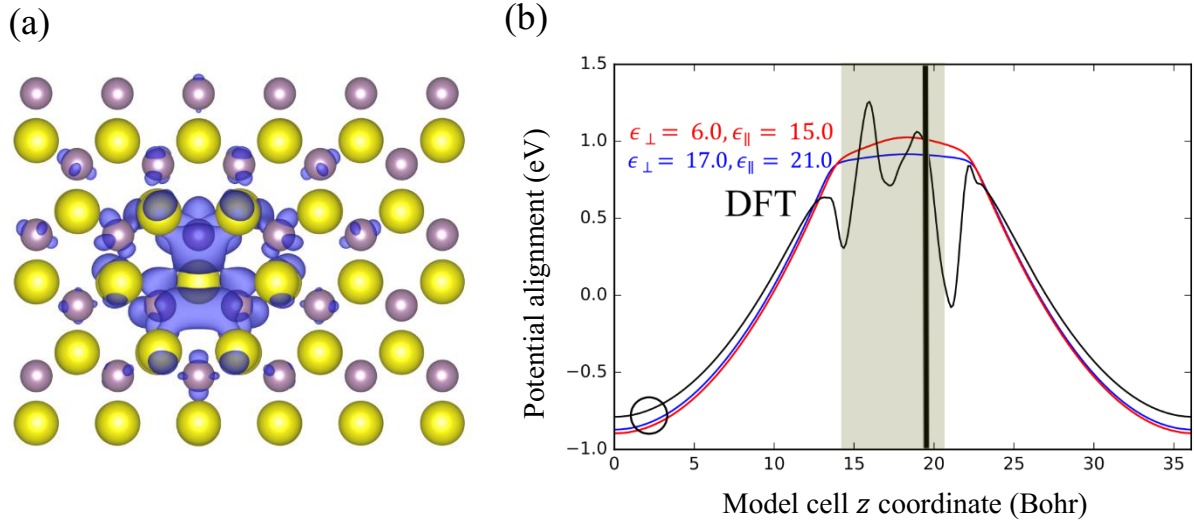 (a)
(b)
Potential alignment (eV)
1.5
1.0
0.5
0.0
−0.5
−1.0
ϵ⊥ = 6.0, ϵ∥ = 15.0
ϵ⊥ = 17.0, ϵ∥ = 21.0
DFT
0 5 10 15 20 25 30 35
Model cell z coordinate (Bohr)